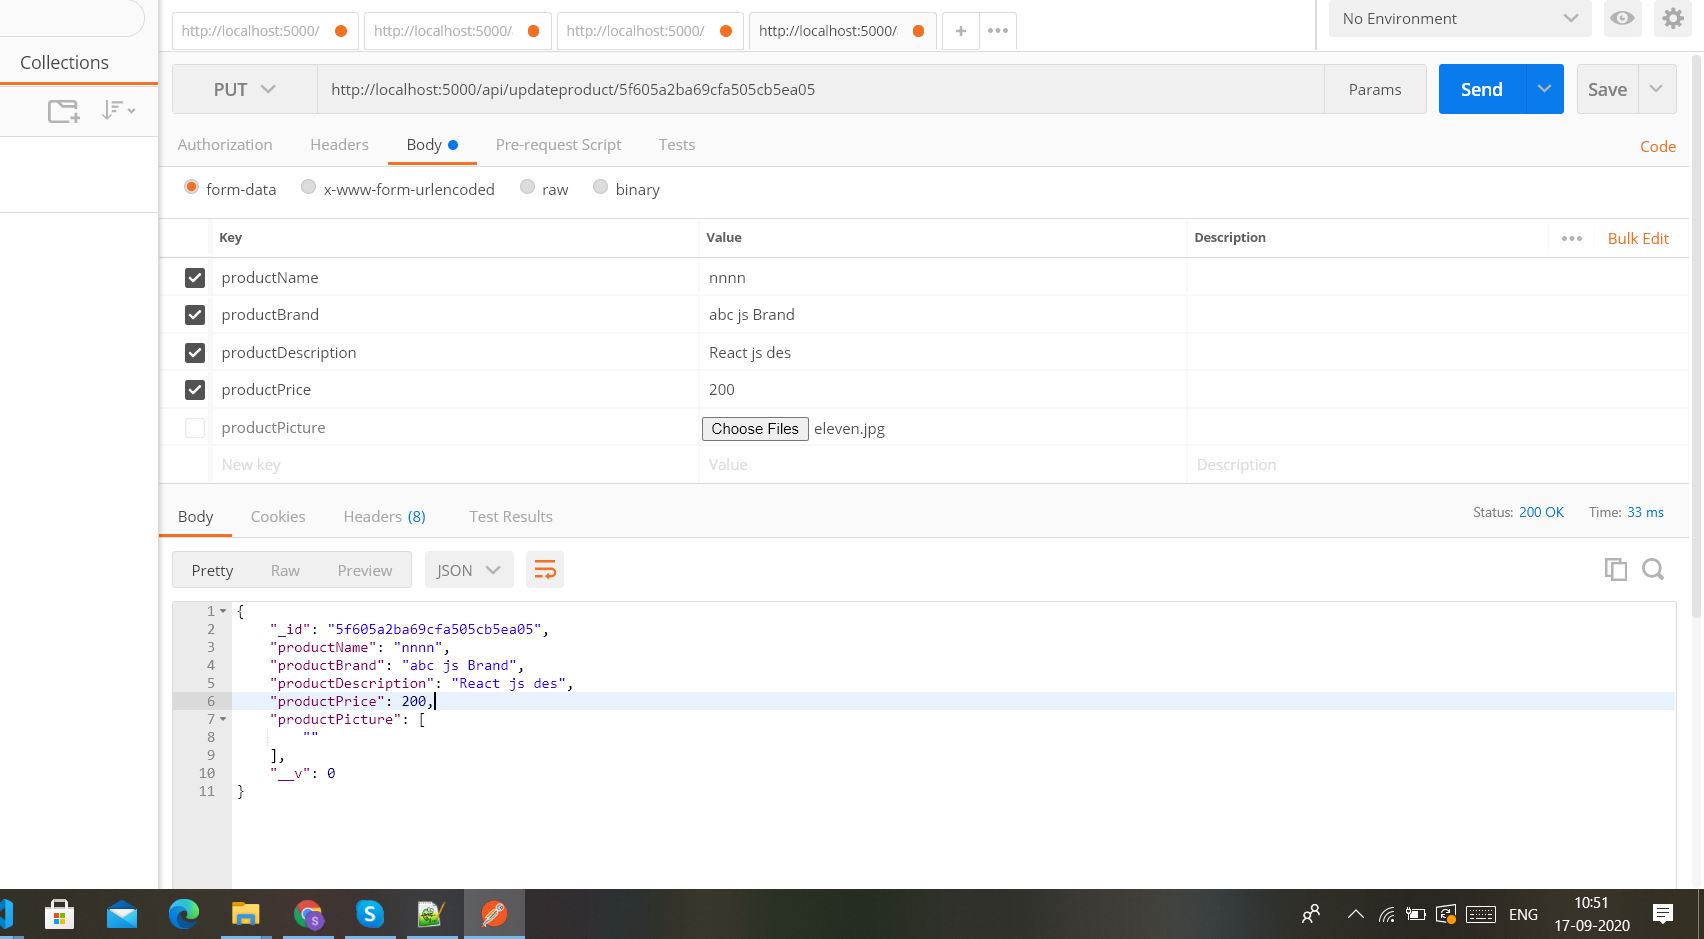 http://localhost:5000/ http://localhost:5000/ http://localhost:5000/ http://localhost:5000/ + ••• No Environment
Collections
PUT http://localhost:5000/api/updateproduct/5f605a2ba69cfa505cb5ea05 Params Send Save
Authorization Headers Body Pre-request Script Tests Code
form-data x-www-form-urlencoded raw binary
Key Value Description ••• Bulk Edit
productName nnnn
productBrand abc js Brand
productDescription React js des
productPrice 200
productPicture Choose Files eleven.jpg
New key Value Description
Body Cookies Headers (8) Test Results Status: 200 OK Time: 33 ms
Pretty Raw Preview JSON
1 {
2 "_id": "5f605a2ba69cfa505cb5ea05",
3 "productName": "nnnn",
4 "productBrand": "abc js Brand",
5 "productDescription": "React js des",
6 "productPrice": 200,
7 "productPicture": [
8 ""
9 ],
10 "__v": 0
11 }
S S ENG 10:51
17-09-2020